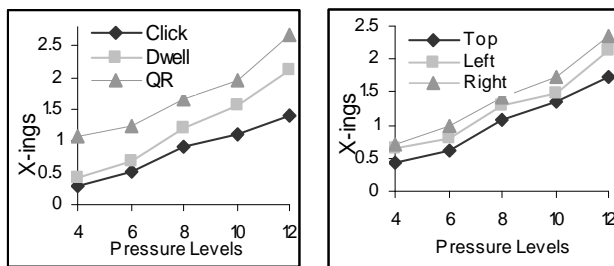 Click
Dwell
QR
X-ings
2.5
2
1.5
1
0.5
0
4 6 8 10 12
Pressure Levels
Top
Left
Right
X-ings
2.5
2
1.5
1
0.5
0
4 6 8 10 12
Pressure Levels